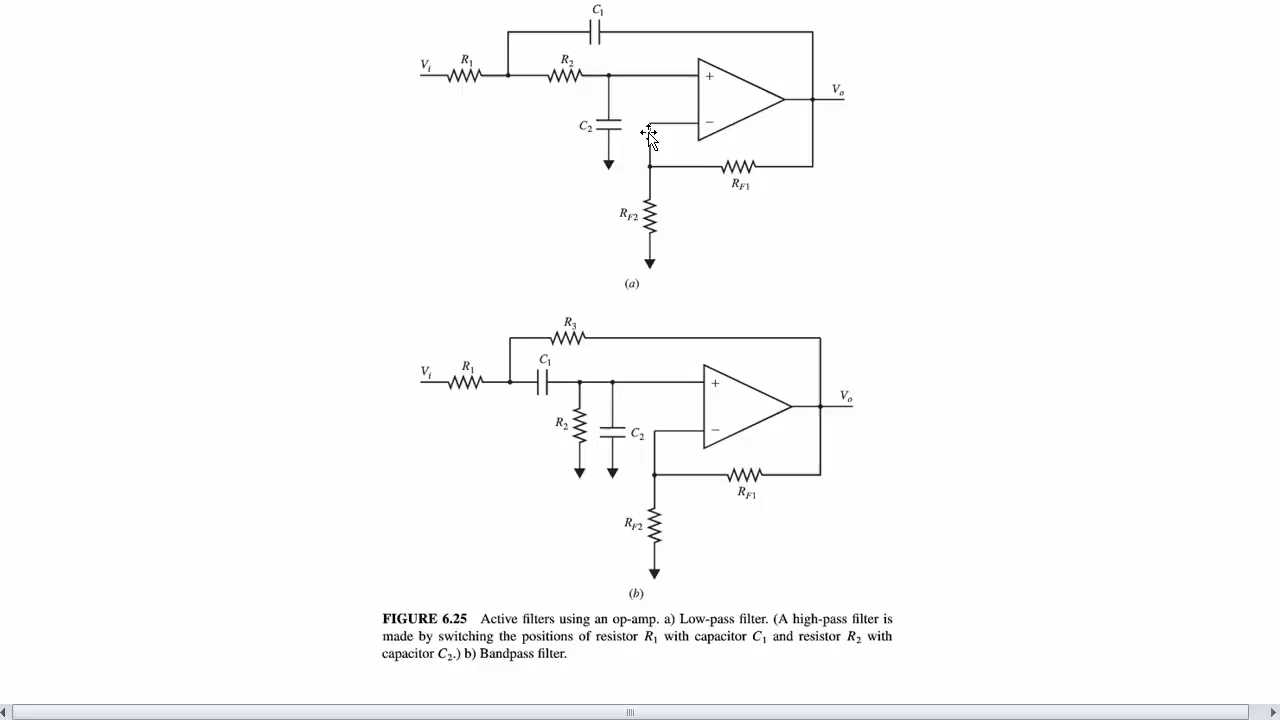 C1
Vi R1 R2
+ Vo
C2 −
RF1
RF2
(a)
R3
C1
Vi R1
+ Vo
R2 C2 −
RF1
RF2
(b)
FIGURE 6.25 Active filters using an op-amp. a) Low-pass filter. (A high-pass filter is
made by switching the positions of resistor R1 with capacitor C1 and resistor R2 with
capacitor C2.) b) Bandpass filter.